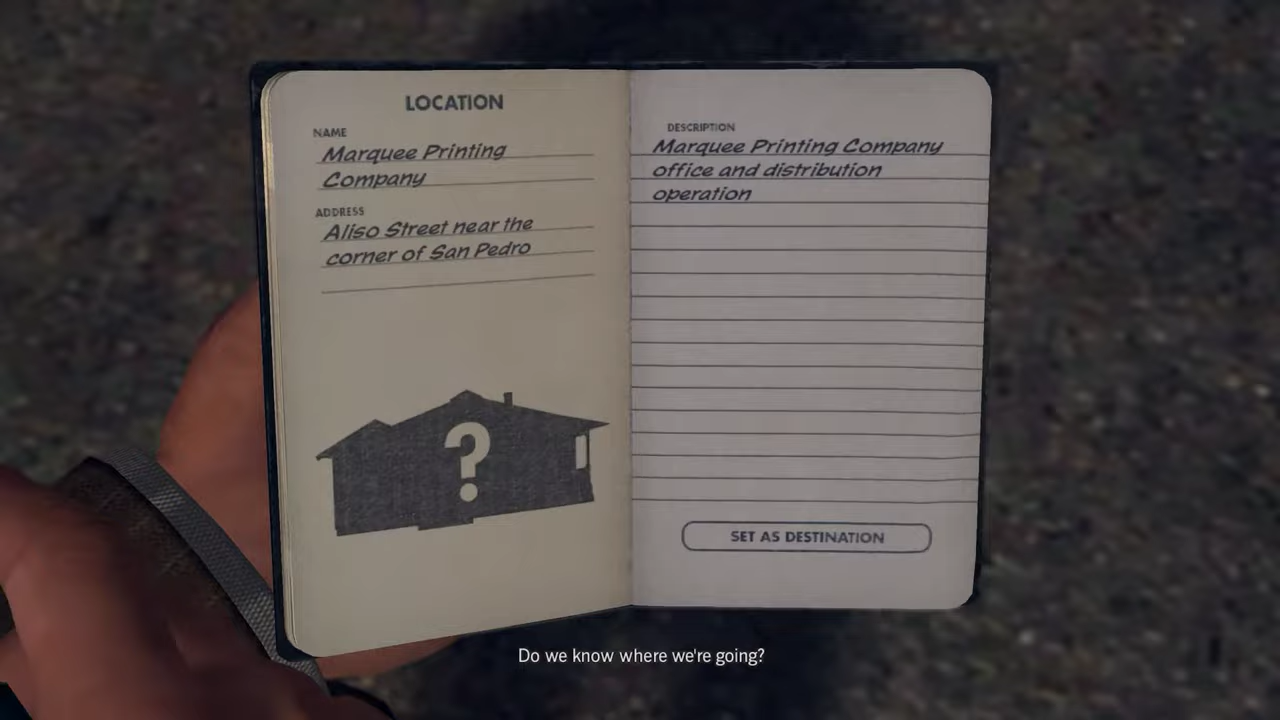 LOCATION
NAME
Marquee Printing
Company
ADDRESS
Aliso Street near the
corner of San Pedro
?
DESCRIPTION
Marquee Printing Company
office and distribution
operation
SET AS DESTINATION
Do we know where we're going?